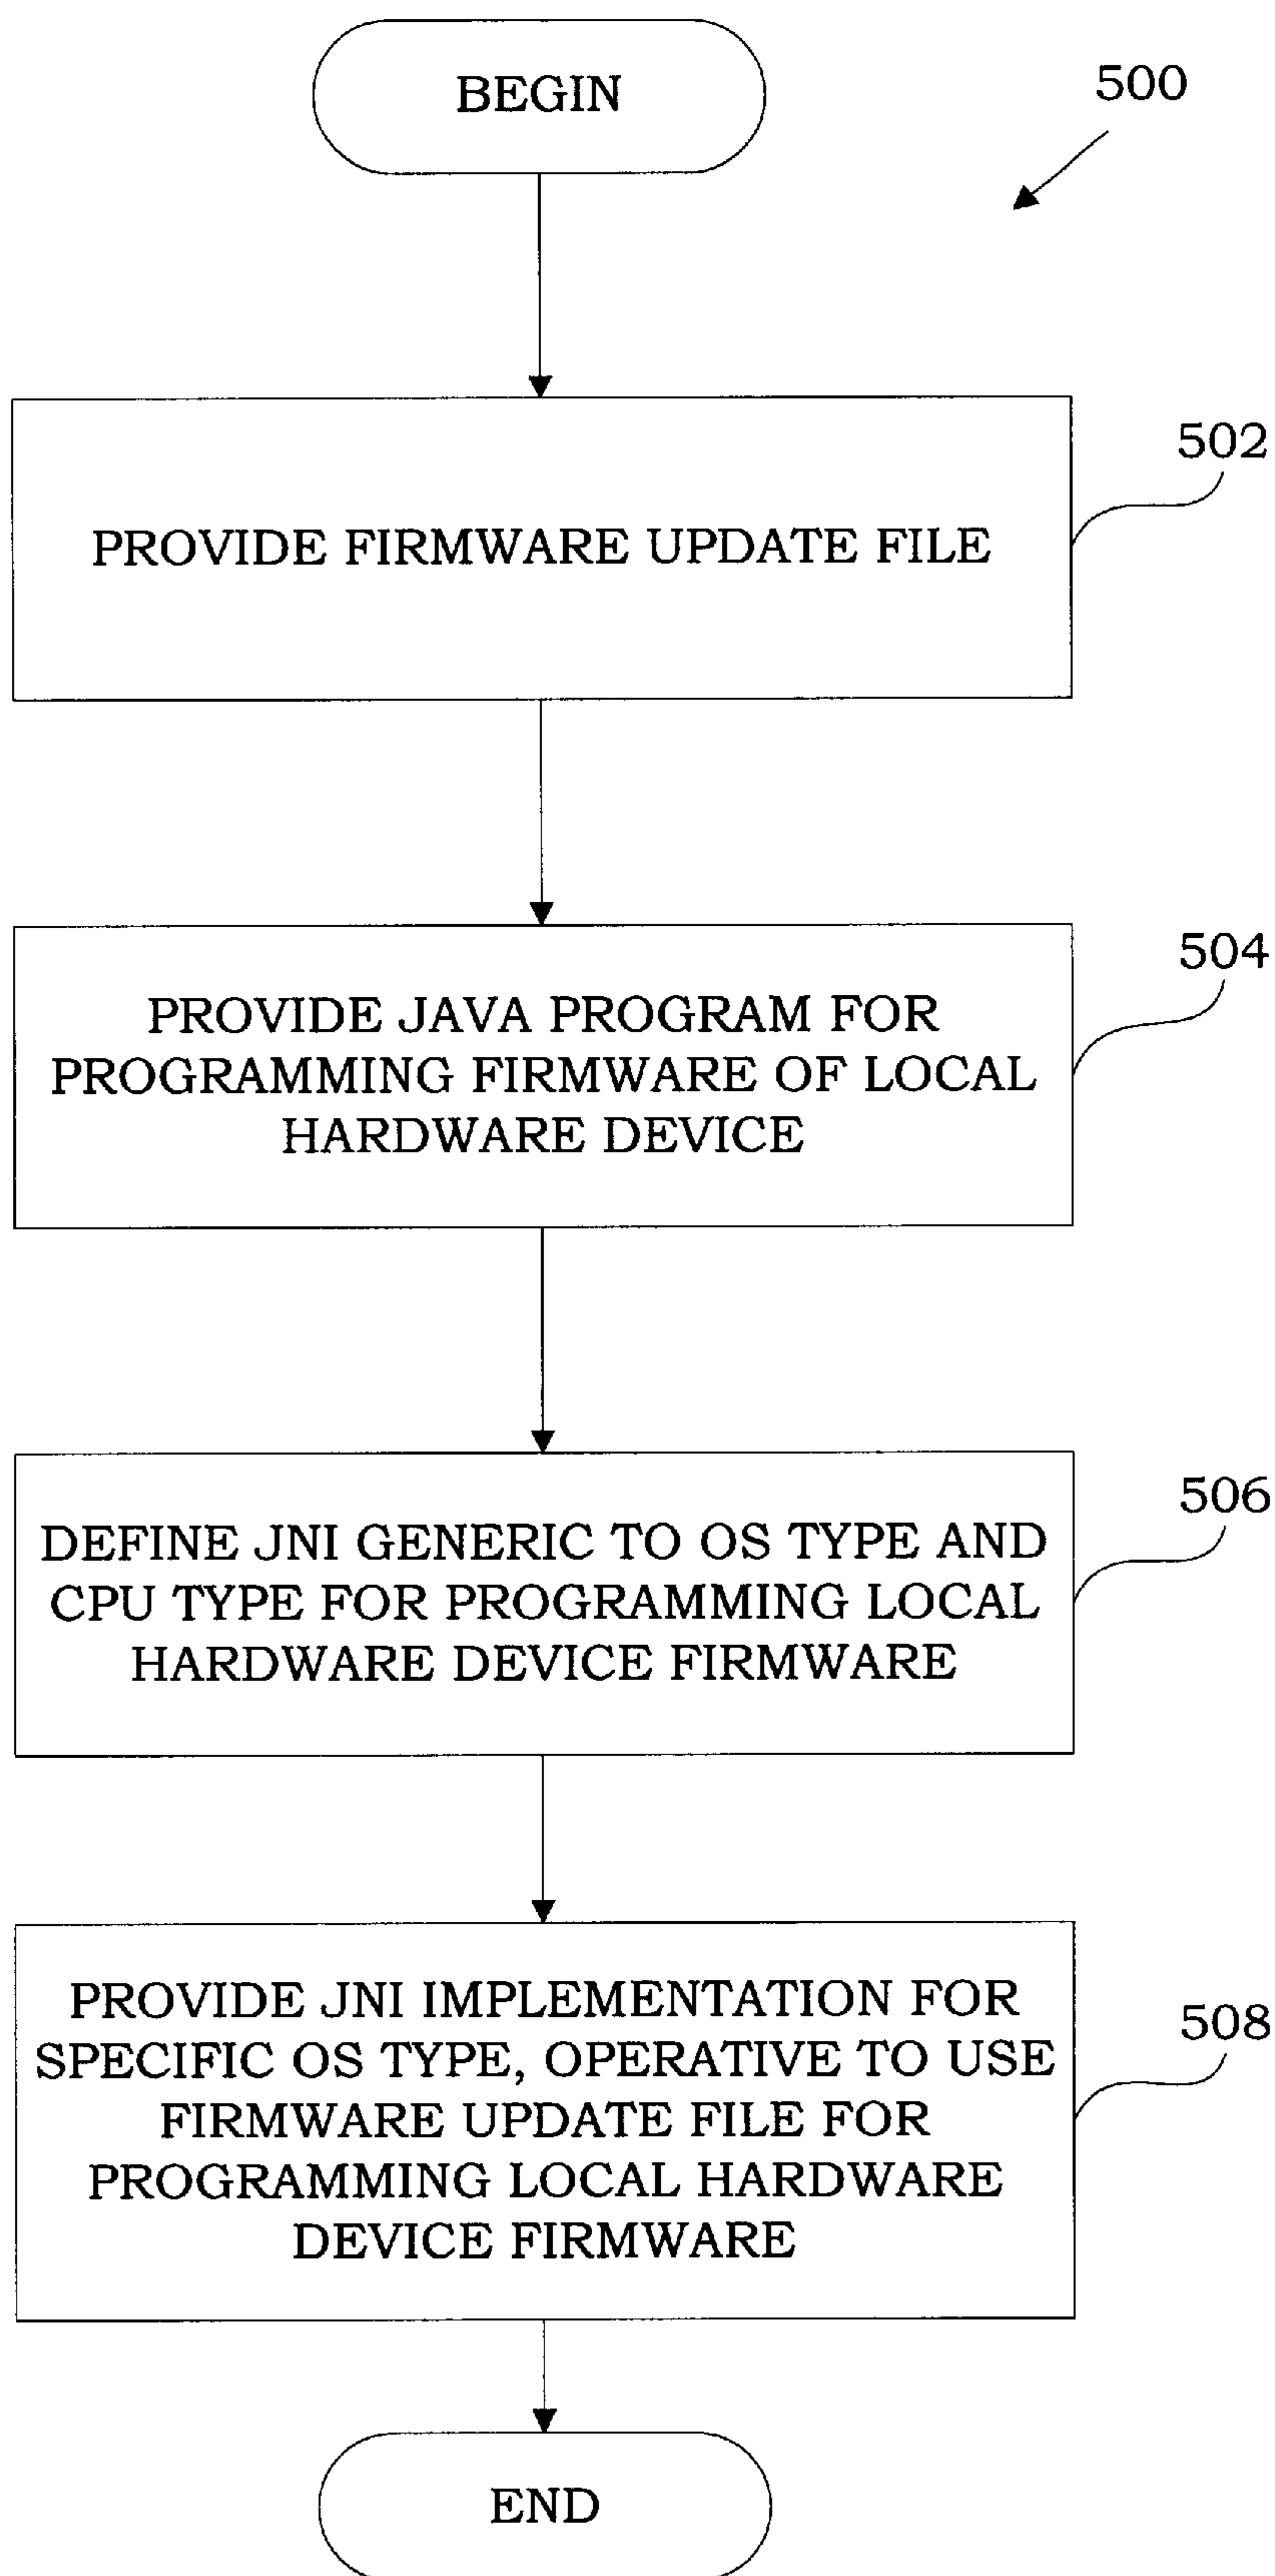 BEGIN
500
502
PROVIDE FIRMWARE UPDATE FILE
504
PROVIDE JAVA PROGRAM FOR
PROGRAMMING FIRMWARE OF LOCAL
HARDWARE DEVICE
506
DEFINE JNI GENERIC TO OS TYPE AND
CPU TYPE FOR PROGRAMMING LOCAL
HARDWARE DEVICE FIRMWARE
508
PROVIDE JNI IMPLEMENTATION FOR
SPECIFIC OS TYPE, OPERATIVE TO USE
FIRMWARE UPDATE FILE FOR
PROGRAMMING LOCAL HARDWARE
DEVICE FIRMWARE
END